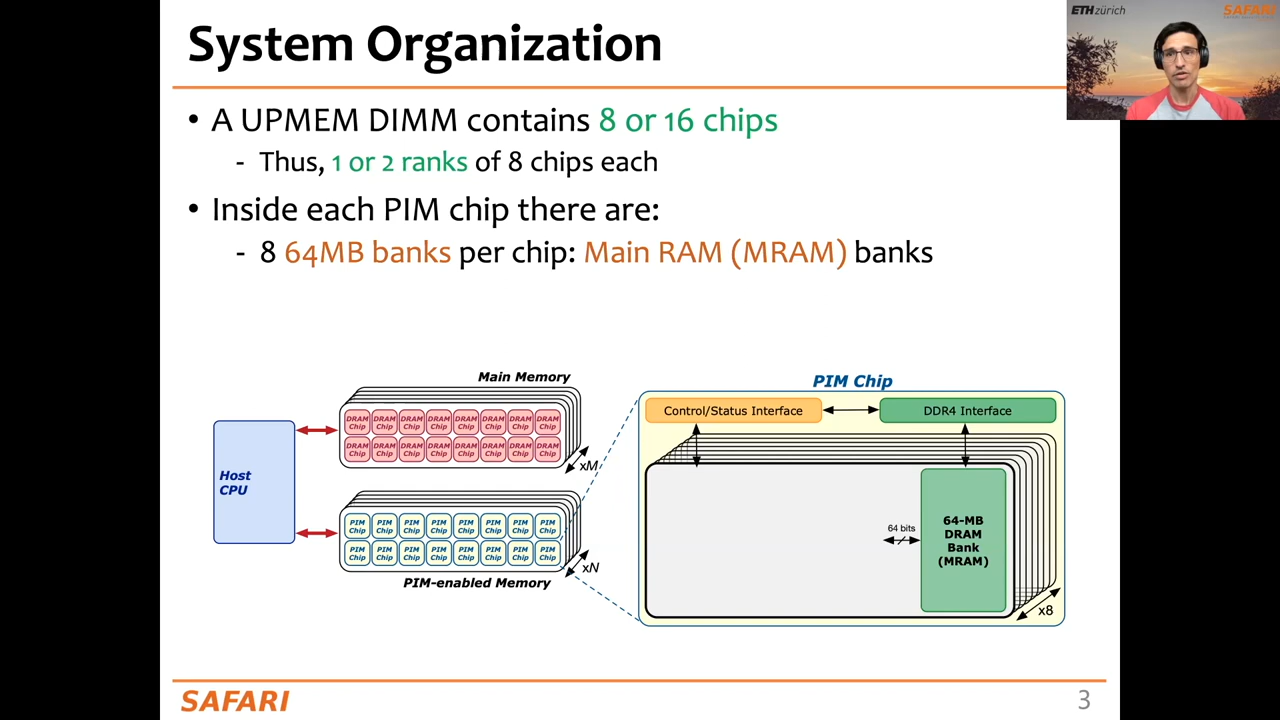 System Organization
ETH zürich
SAFARI
• A UPMEM DIMM contains 8 or 16 chips
- Thus, 1 or 2 ranks of 8 chips each
• Inside each PIM chip there are:
- 8 64MB banks per chip: Main RAM (MRAM) banks
Main Memory
DRAM Chip DRAM Chip DRAM Chip DRAM Chip DRAM Chip DRAM Chip DRAM Chip DRAM Chip
DRAM Chip DRAM Chip DRAM Chip DRAM Chip DRAM Chip DRAM Chip DRAM Chip DRAM Chip
xM
Host
CPU
PIM Chip PIM Chip PIM Chip PIM Chip PIM Chip PIM Chip PIM Chip PIM Chip
PIM Chip PIM Chip PIM Chip PIM Chip PIM Chip PIM Chip PIM Chip PIM Chip
xN
PIM-enabled Memory
PIM Chip
Control/Status Interface
DDR4 Interface
64 bits
64-MB
DRAM
Bank
(MRAM)
x8
SAFARI
3